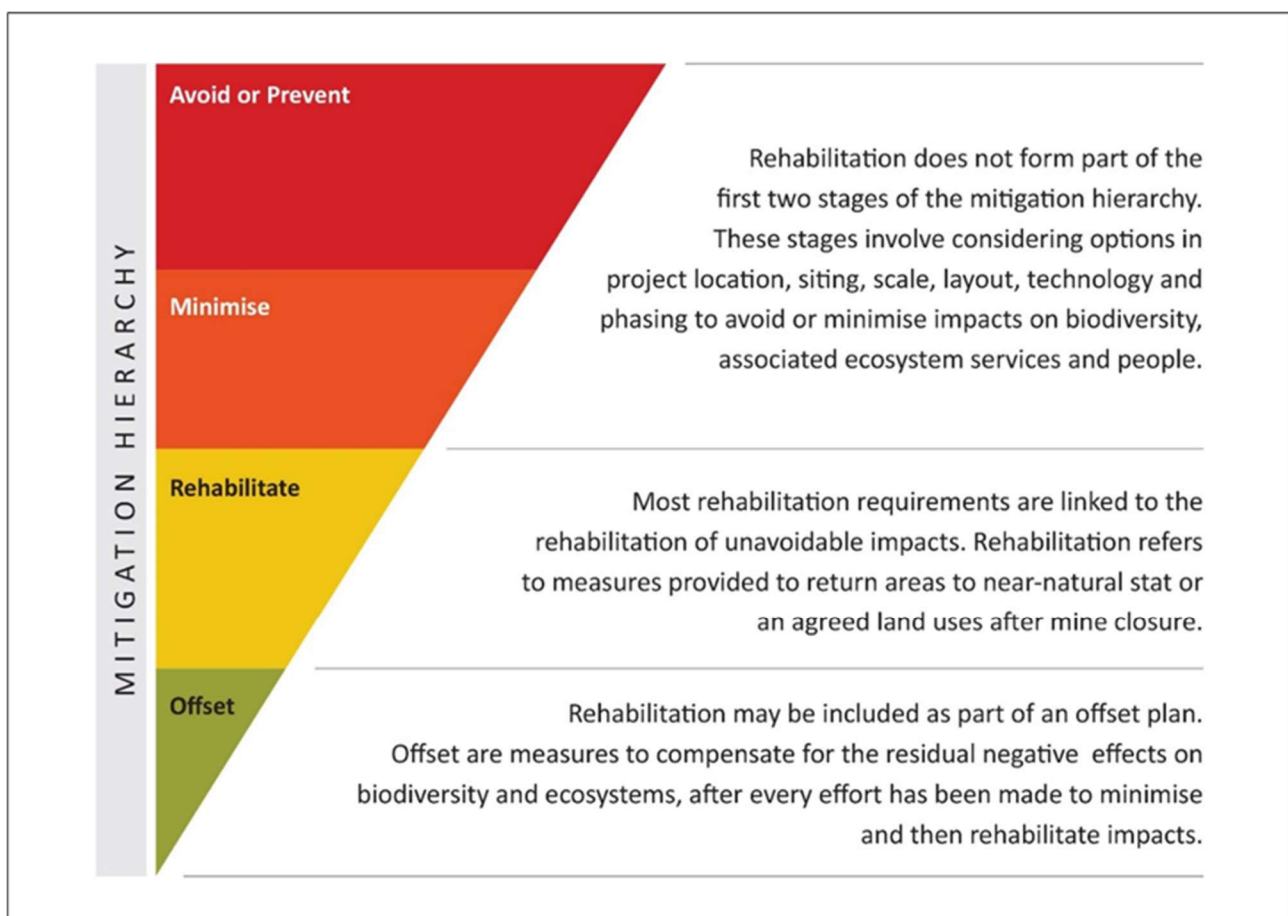 MITIGATION HIERARCHY
Avoid or Prevent
Rehabilitation does not form part of the
first two stages of the mitigation hierarchy.
These stages involve considering options in
project location, siting, scale, layout, technology and
phasing to avoid or minimise impacts on biodiversity,
associated ecosystem services and people.
Minimise
Rehabilitate
Most rehabilitation requirements are linked to the
rehabilitation of unavoidable impacts. Rehabilitation refers
to measures provided to return areas to near-natural stat or
an agreed land uses after mine closure.
Offset
Rehabilitation may be included as part of an offset plan.
Offset are measures to compensate for the residual negative effects on
biodiversity and ecosystems, after every effort has been made to minimise
and then rehabilitate impacts.